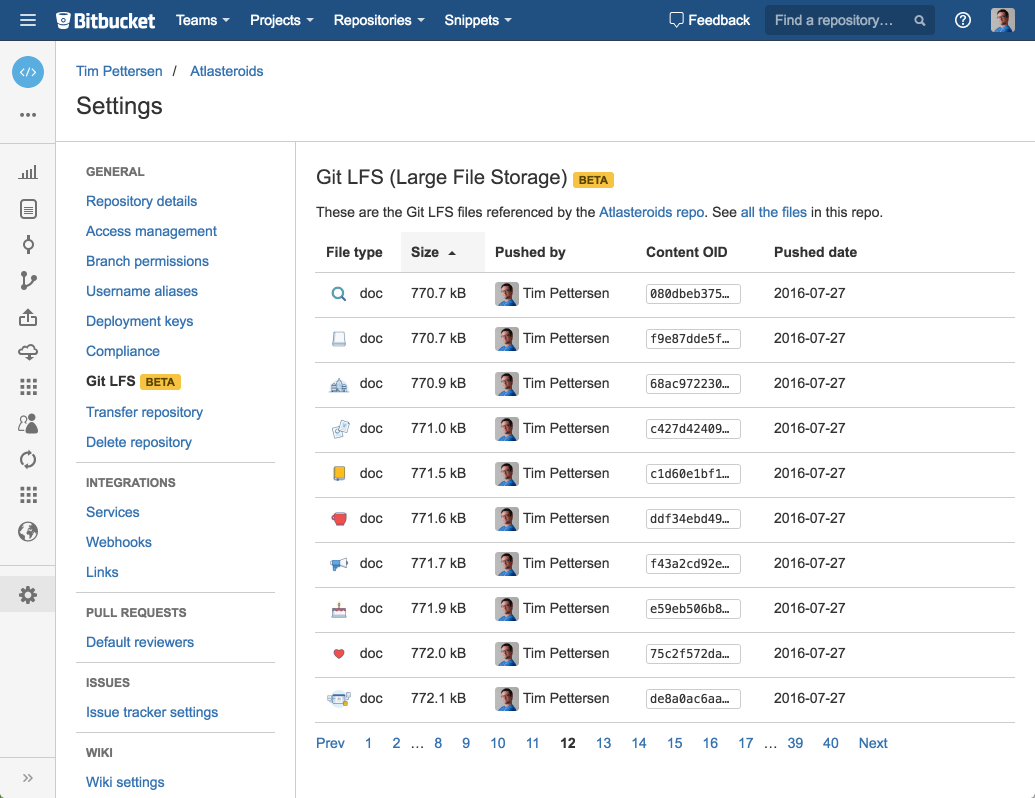 Bitbucket Teams Projects Repositories Snippets Feedback Find a repository…
Tim Pettersen / Atlasteroids
Settings
GENERAL
Repository details
Access management
Branch permissions
Username aliases
Deployment keys
Compliance
Git LFS BETA
Transfer repository
Delete repository
INTEGRATIONS
Services
Webhooks
Links
PULL REQUESTS
Default reviewers
ISSUES
Issue tracker settings
WIKI
Wiki settings
Git LFS (Large File Storage) BETA
These are the Git LFS files referenced by the Atlasteroids repo. See all the files in this repo.
File type Size Pushed by Content OID Pushed date
doc 770.7 kB Tim Pettersen 080dbeb375… 2016-07-27
doc 770.7 kB Tim Pettersen f9e87dde5f… 2016-07-27
doc 770.9 kB Tim Pettersen 68ac972230… 2016-07-27
doc 771.0 kB Tim Pettersen c427d42409… 2016-07-27
doc 771.5 kB Tim Pettersen c1d60e1bf1… 2016-07-27
doc 771.6 kB Tim Pettersen ddf34ebd49… 2016-07-27
doc 771.7 kB Tim Pettersen f43a2cd92e… 2016-07-27
doc 771.9 kB Tim Pettersen e59eb506b8… 2016-07-27
doc 772.0 kB Tim Pettersen 75c2f572da… 2016-07-27
doc 772.1 kB Tim Pettersen de8a0ac6aa… 2016-07-27
Prev 1 2 … 8 9 10 11 12 13 14 15 16 17 … 39 40 Next